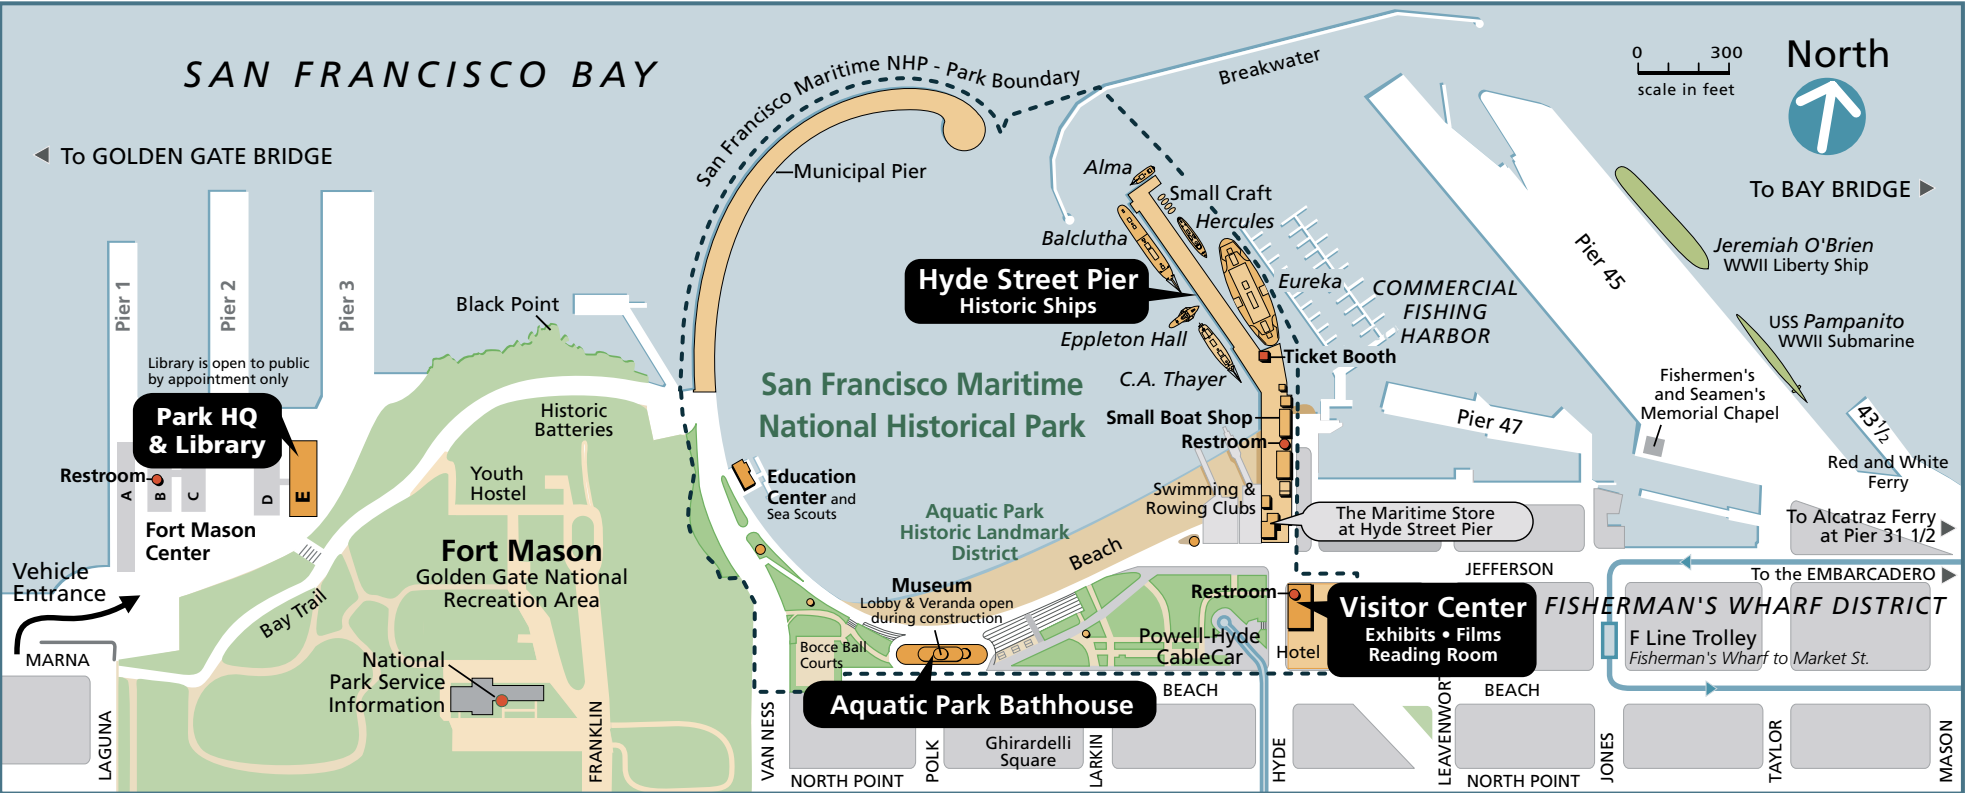 SAN FRANCISCO BAY
To GOLDEN GATE BRIDGE
San Francisco Maritime NHP - Park Boundary
Municipal Pier
Breakwater
0 300
scale in feet
North
To BAY BRIDGE
Alma
Small Craft
Hercules
Balclutha
Hyde Street Pier
Historic Ships
Eureka
Eppleton Hall
C.A. Thayer
COMMERCIAL
FISHING
HARBOR
Pier 45
Jeremiah O'Brien
WWII Liberty Ship
USS Pampanito
WWII Submarine
Fishermen's
and Seamen's
Memorial Chapel
43 1/2
Red and White
Ferry
To Alcatraz Ferry
at Pier 31 1/2
Pier 47
Pier 1
Pier 2
Pier 3
Black Point
Library is open to public
by appointment only
Park HQ
& Library
Restroom
A
B
C
D
E
Fort Mason
Center
Historic
Batteries
Youth
Hostel
Fort Mason
Golden Gate National
Recreation Area
Vehicle
Entrance
Bay Trail
MARNA
National
Park Service
Information
LAGUNA
FRANKLIN
San Francisco Maritime
National Historical Park
Ticket Booth
Small Boat Shop
Restroom
Education
Center and
Sea Scouts
Swimming &
Rowing Clubs
The Maritime Store
at Hyde Street Pier
Aquatic Park
Historic Landmark
District
Beach
Museum
Lobby & Veranda open
during construction
Bocce Ball
Courts
Aquatic Park Bathhouse
Powell-Hyde
CableCar
Restroom
Hotel
Visitor Center
Exhibits • Films
Reading Room
JEFFERSON
To the EMBARCADERO
FISHERMAN'S WHARF DISTRICT
F Line Trolley
Fisherman's Wharf to Market St.
BEACH
BEACH
VAN NESS
POLK
Ghirardelli
Square
LARKIN
HYDE
LEAVENWORT
JONES
TAYLOR
MASON
NORTH POINT
NORTH POINT